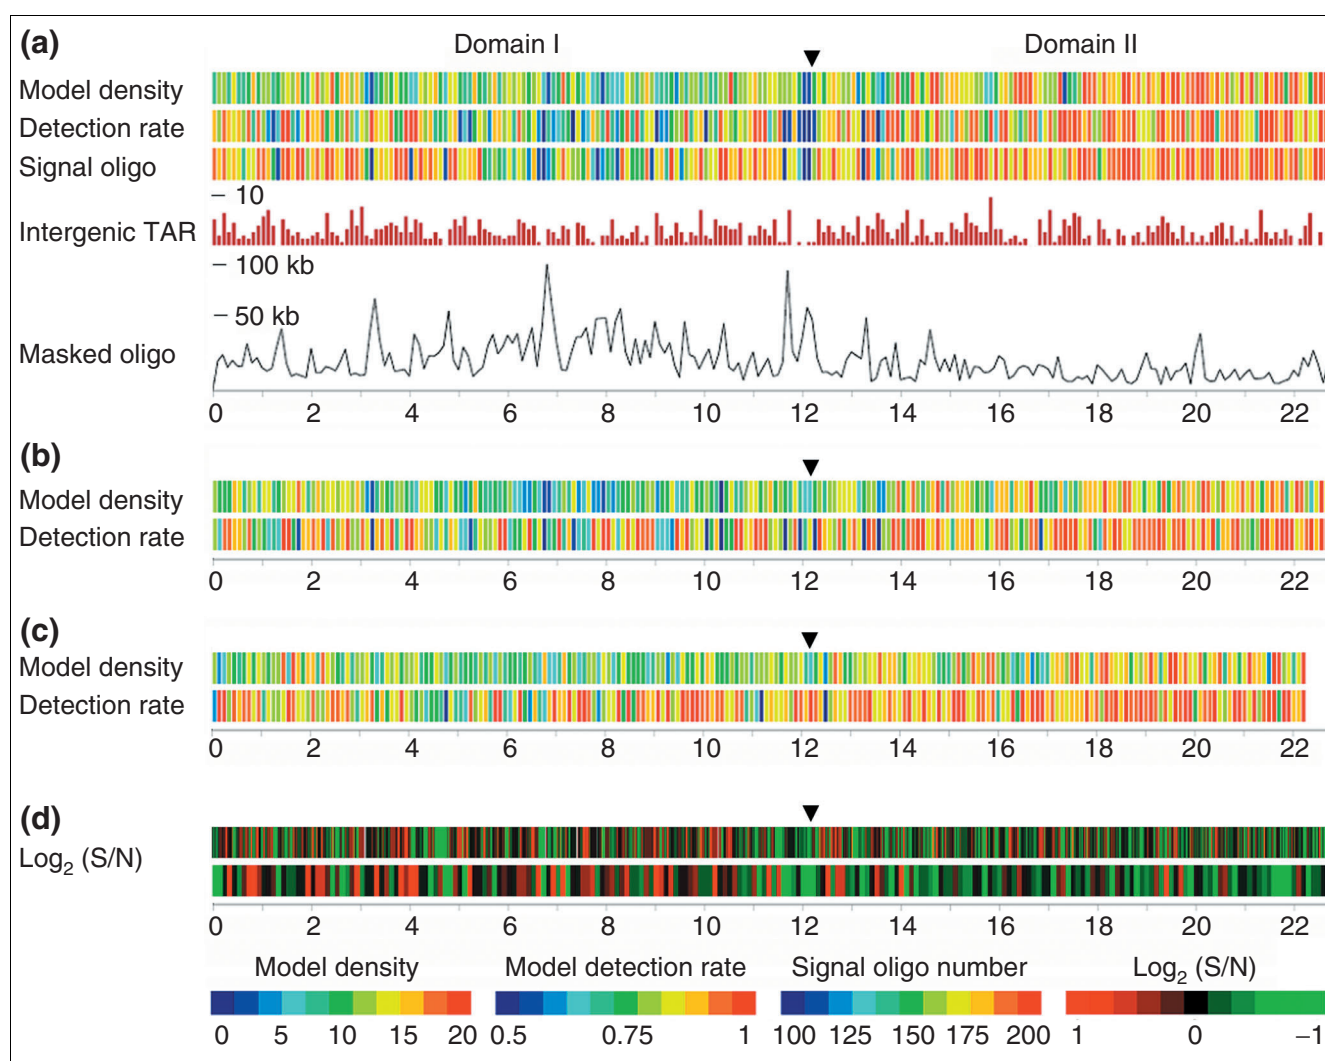 (a)
Domain I ▼ Domain II
Model density
Detection rate
Signal oligo
– 10
Intergenic TAR
– 100 kb
– 50 kb
Masked oligo
0 2 4 6 8 10 12 14 16 18 20 22
(b)
▼
Model density
Detection rate
0 2 4 6 8 10 12 14 16 18 20 22
(c)
▼
Model density
Detection rate
0 2 4 6 8 10 12 14 16 18 20 22
(d)
▼
Log₂ (S/N)
0 2 4 6 8 10 12 14 16 18 20 22
Model density Model detection rate Signal oligo number Log₂ (S/N)
0 5 10 15 20 0.5 0.75 1 100 125 150 175 200 1 0 –1